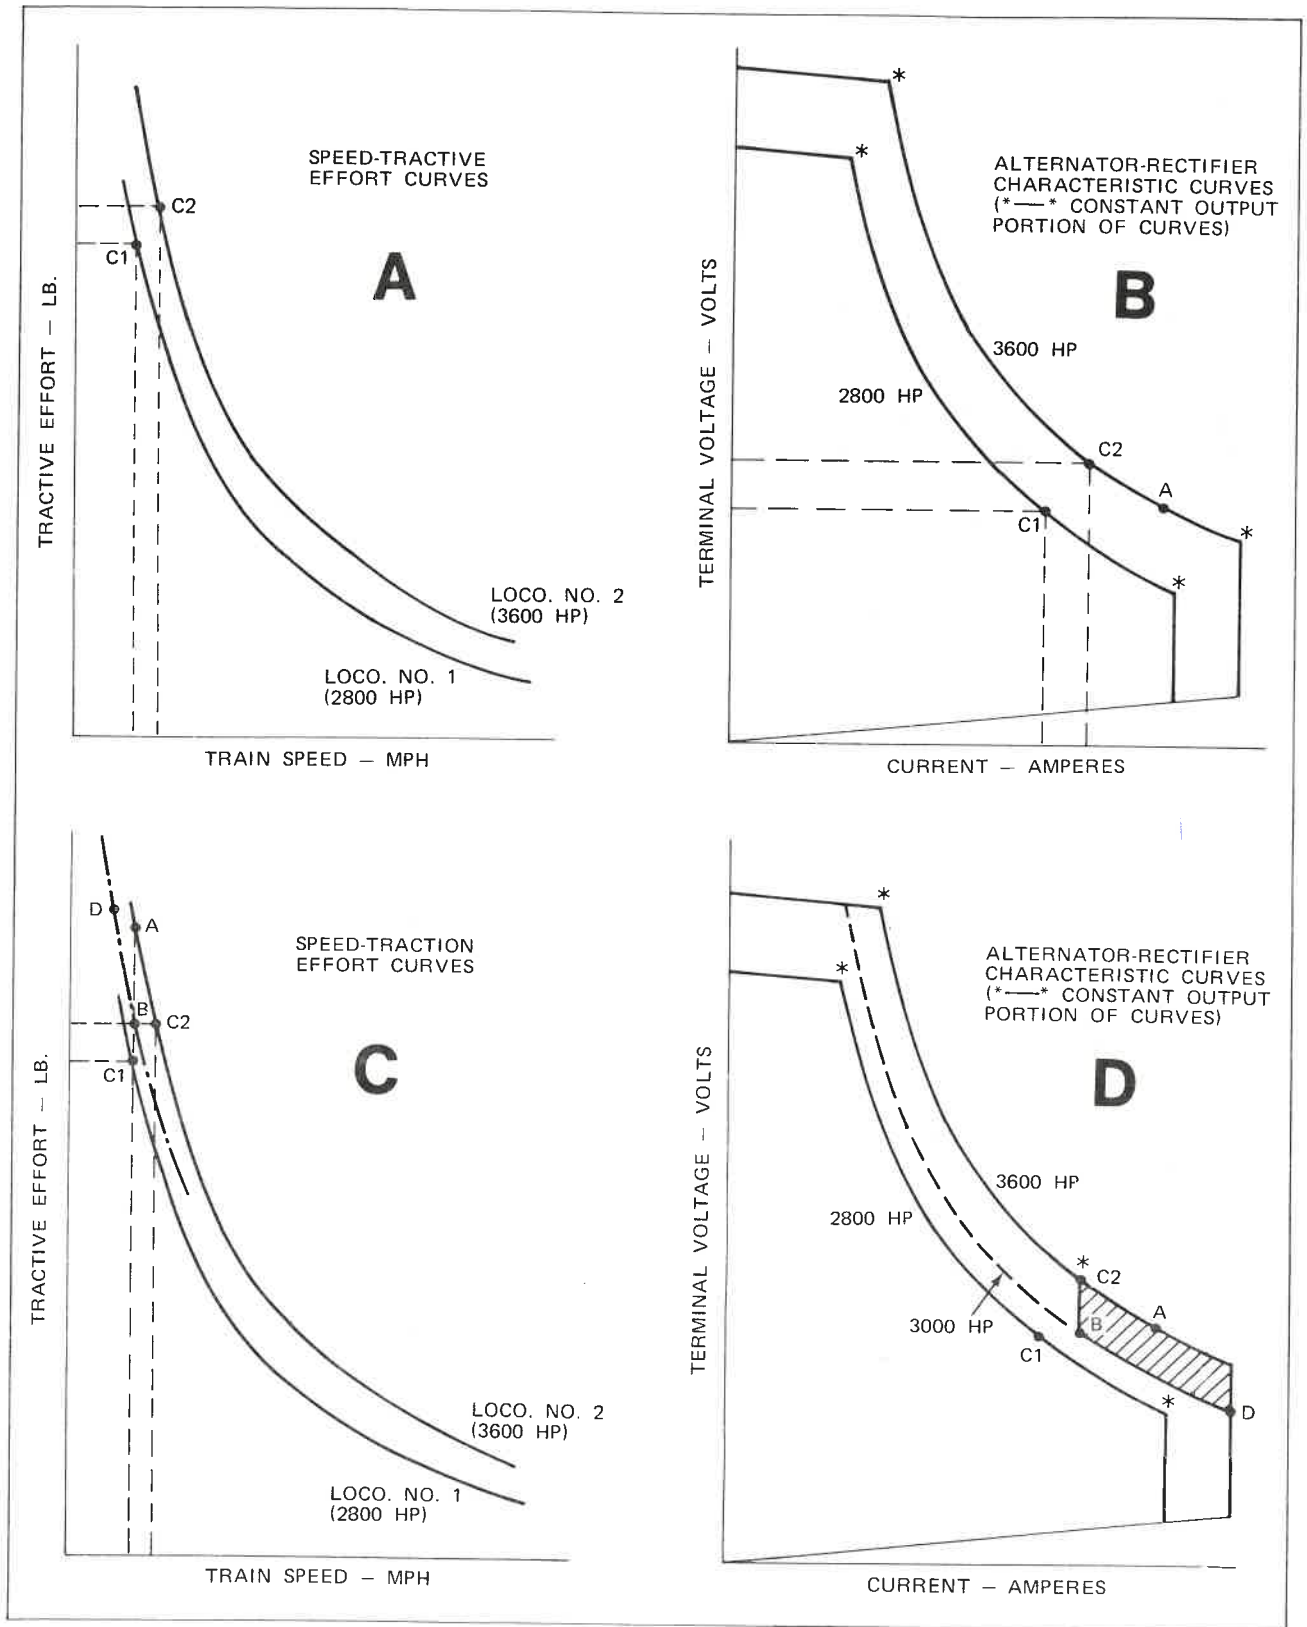 SPEED-TRACTIVE
EFFORT CURVES
A
C2
C1
TRACTIVE EFFORT — LB.
LOCO. NO. 2
(3600 HP)
LOCO. NO. 1
(2800 HP)
TRAIN SPEED — MPH
*
*
ALTERNATOR-RECTIFIER
CHARACTERISTIC CURVES
(*—* CONSTANT OUTPUT
PORTION OF CURVES)
B
3600 HP
2800 HP
C2
A
C1
*
*
TERMINAL VOLTAGE — VOLTS
CURRENT — AMPERES
D
A
B
C2
C1
SPEED-TRACTION
EFFORT CURVES
C
TRACTIVE EFFORT — LB.
LOCO. NO. 2
(3600 HP)
LOCO. NO. 1
(2800 HP)
TRAIN SPEED — MPH
*
*
ALTERNATOR-RECTIFIER
CHARACTERISTIC CURVES
(*—* CONSTANT OUTPUT
PORTION OF CURVES)
D
3600 HP
2800 HP
*
C2
A
B
3000 HP
C1
*
D
TERMINAL VOLTAGE — VOLTS
CURRENT — AMPERES